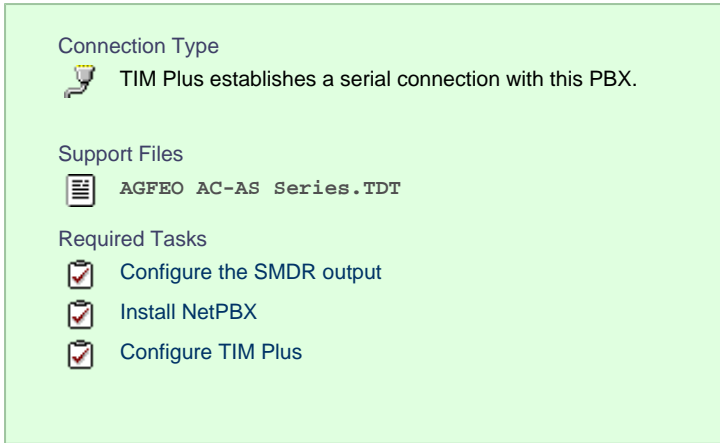 Connection Type
TIM Plus establishes a serial connection with this PBX.
Support Files
AGFEO AC-AS Series.TDT
Required Tasks
Configure the SMDR output
Install NetPBX
Configure TIM Plus